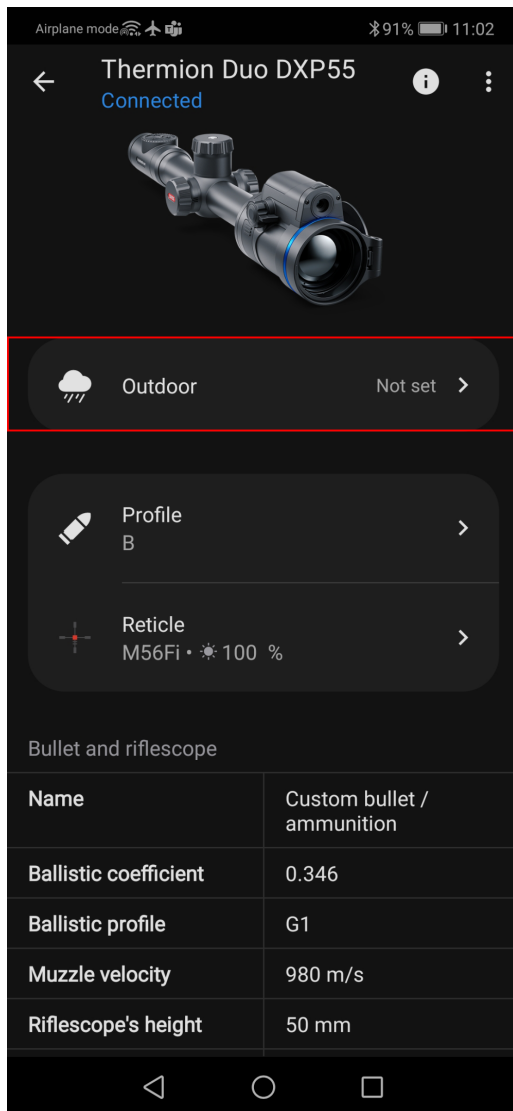 Airplane mode 91% 11:02
Thermion Duo DXP55
Connected
Outdoor Not set
Profile
B
Reticle
M56Fi • 100 %
Bullet and riflescope
Name Custom bullet /
ammunition
Ballistic coefficient 0.346
Ballistic profile G1
Muzzle velocity 980 m/s
Riflescope's height 50 mm